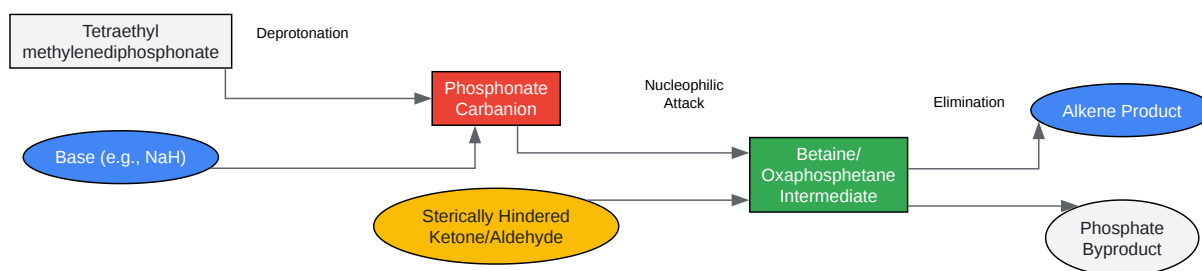 Tetraethyl
methylenediphosphonate
Deprotonation
Base (e.g., NaH)
Phosphonate
Carbanion
Nucleophilic
Attack
Sterically Hindered
Ketone/Aldehyde
Betaine/
Oxaphosphetane
Intermediate
Elimination
Alkene Product
Phosphate
Byproduct